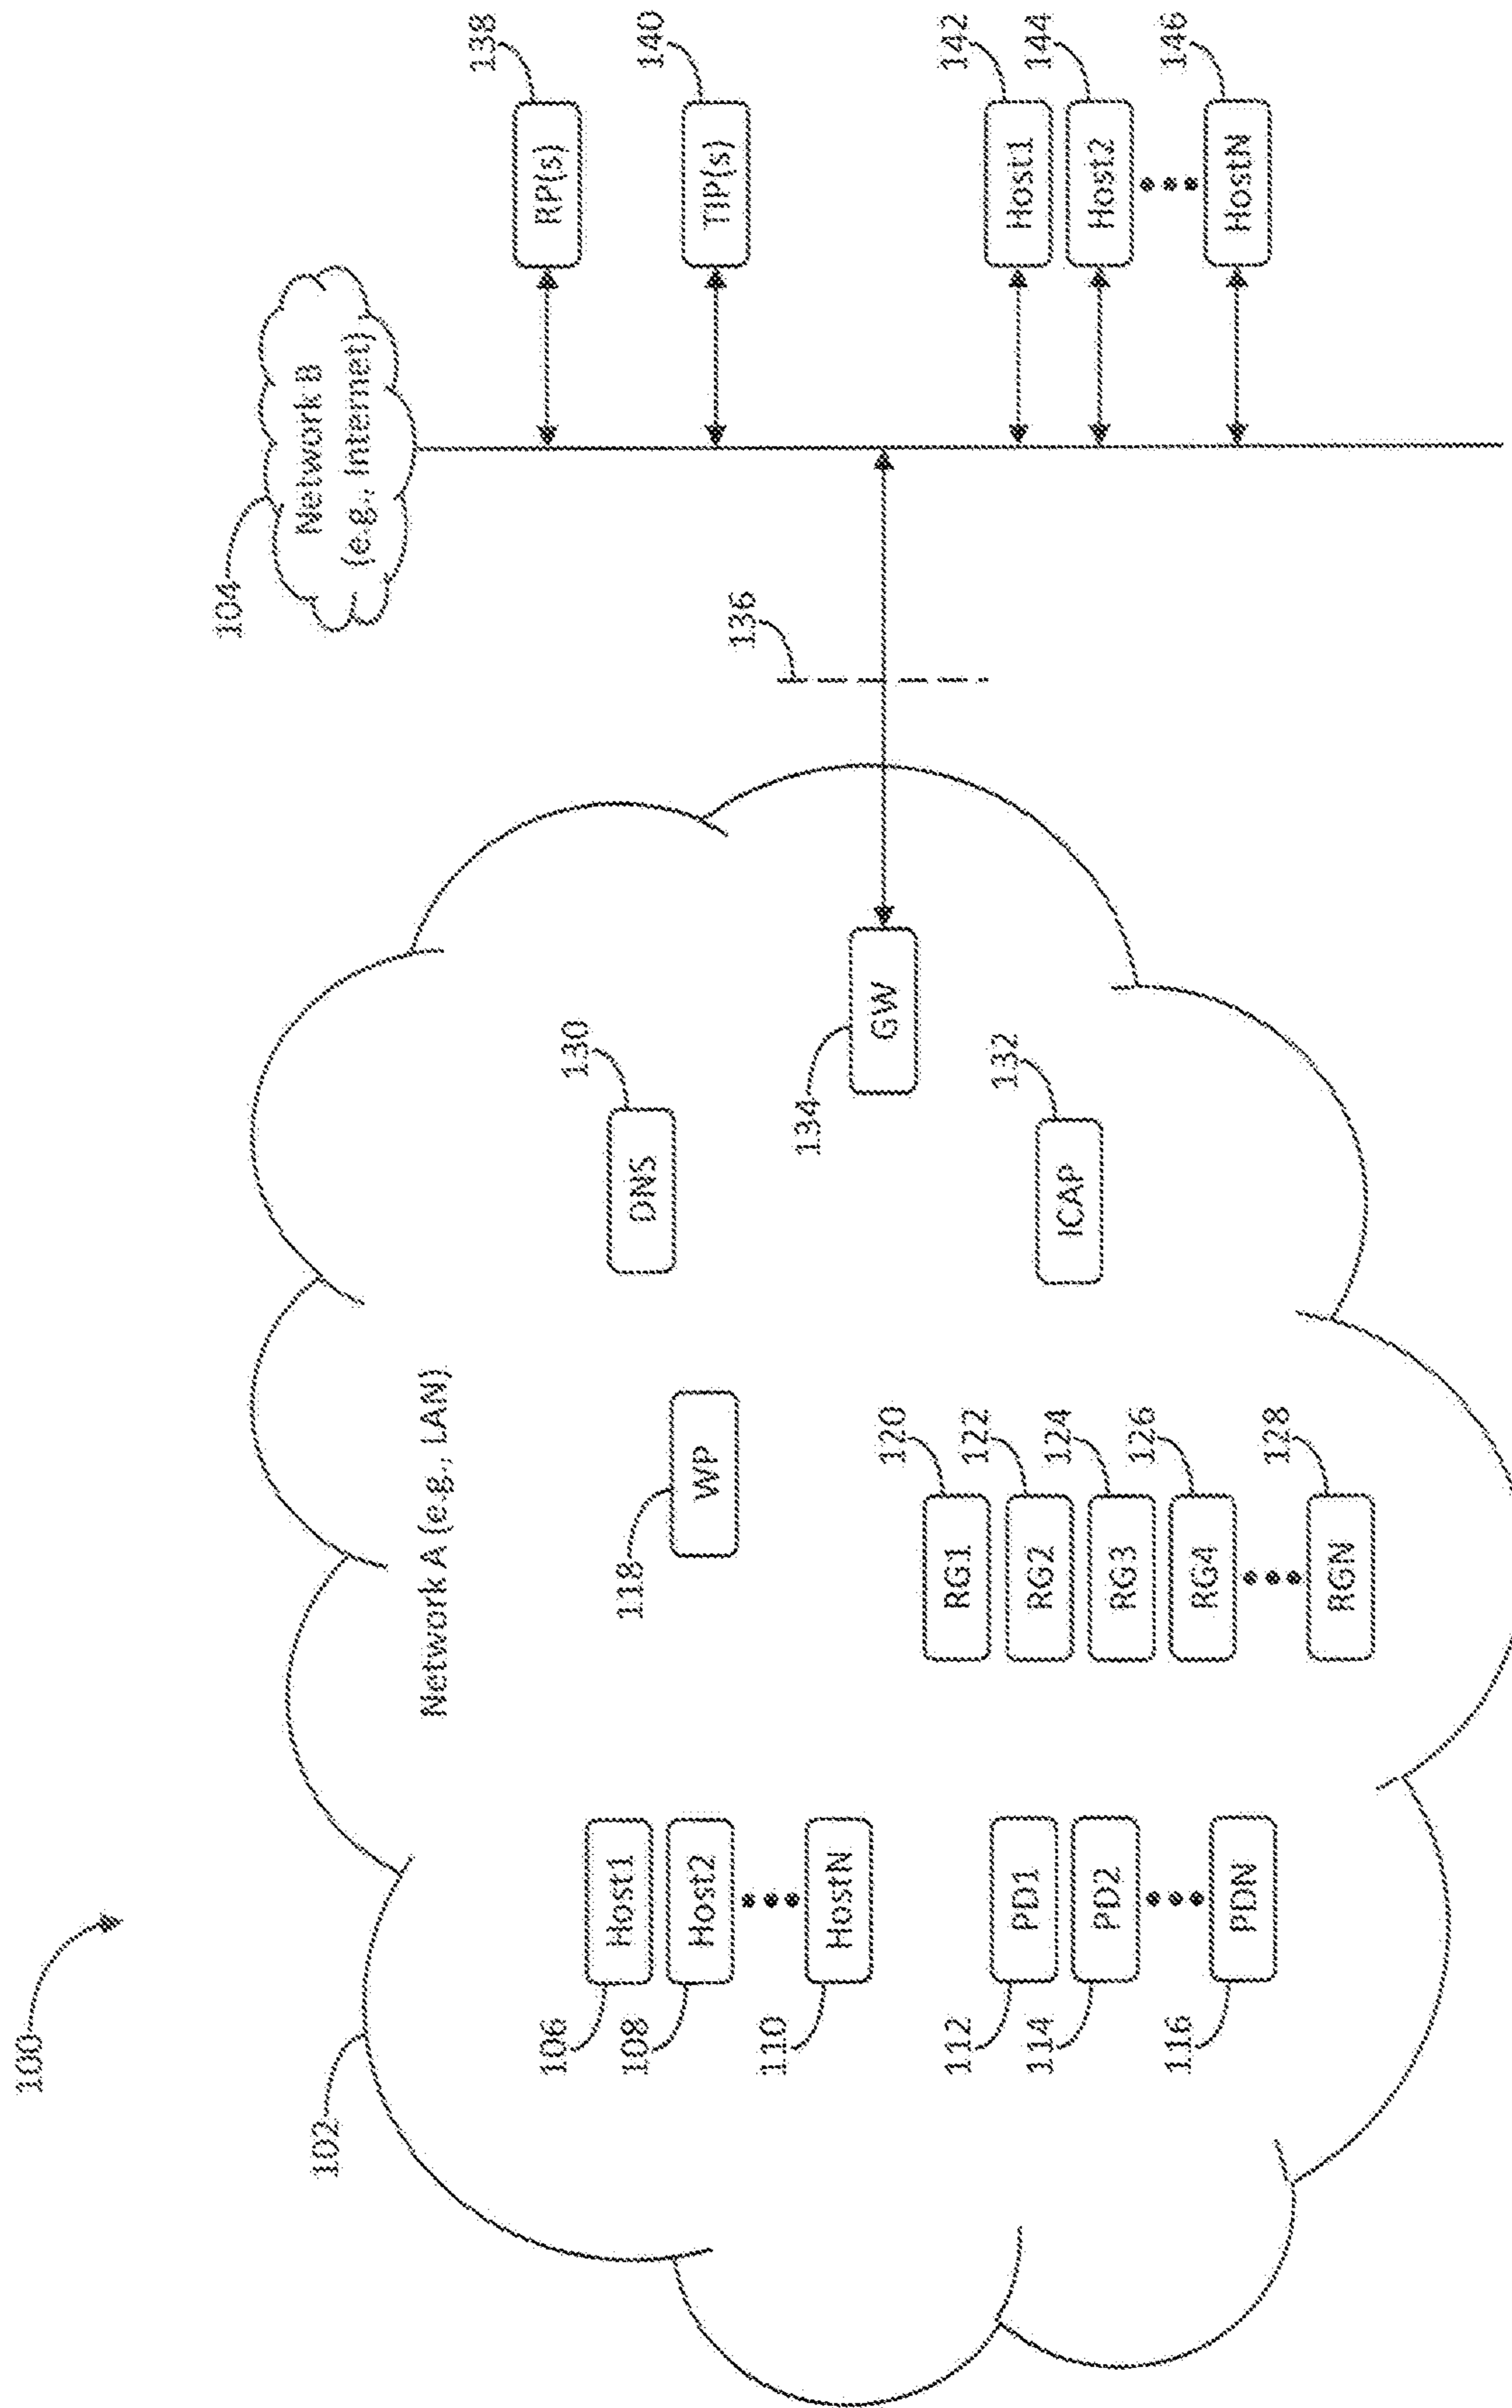 100
102
104
Network B
(e.g., Internet)
Network A (e.g., LAN)
106
Host1
108
Host2
110
HostN
112
PD1
114
PD2
116
PDN
118
WP
RG1
120
RG2
122
RG3
124
RG4
126
RGN
128
DNS
130
ICAP
132
134
GW
136
RP(s)
138
TIP(s)
140
Host1
142
Host2
144
HostN
146